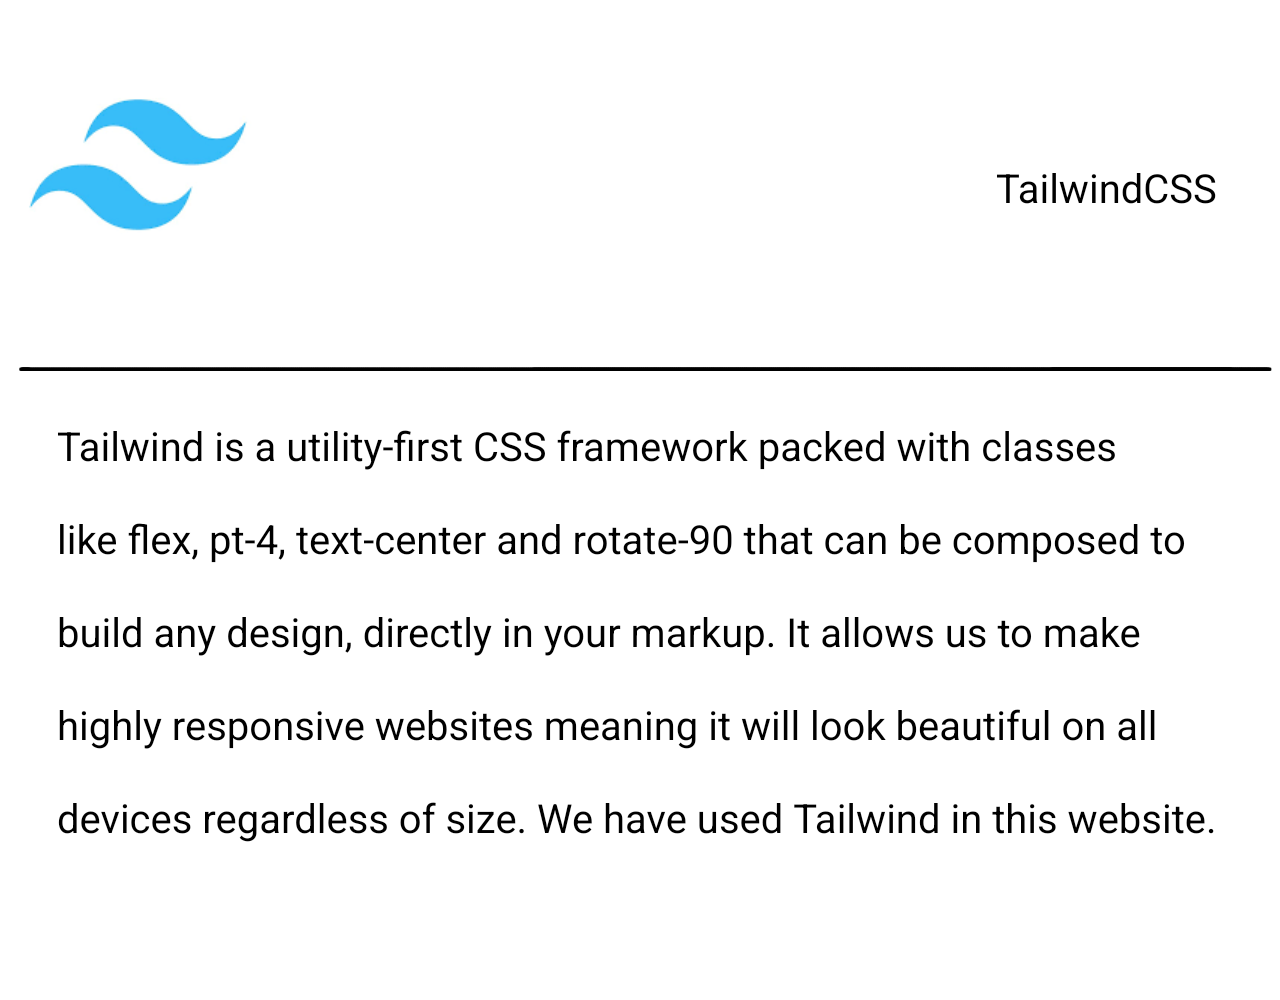 TailwindCSS
Tailwind is a utility-first CSS framework packed with classes
like flex, pt-4, text-center and rotate-90 that can be composed to
build any design, directly in your markup. It allows us to make
highly responsive websites meaning it will look beautiful on all
devices regardless of size. We have used Tailwind in this website.